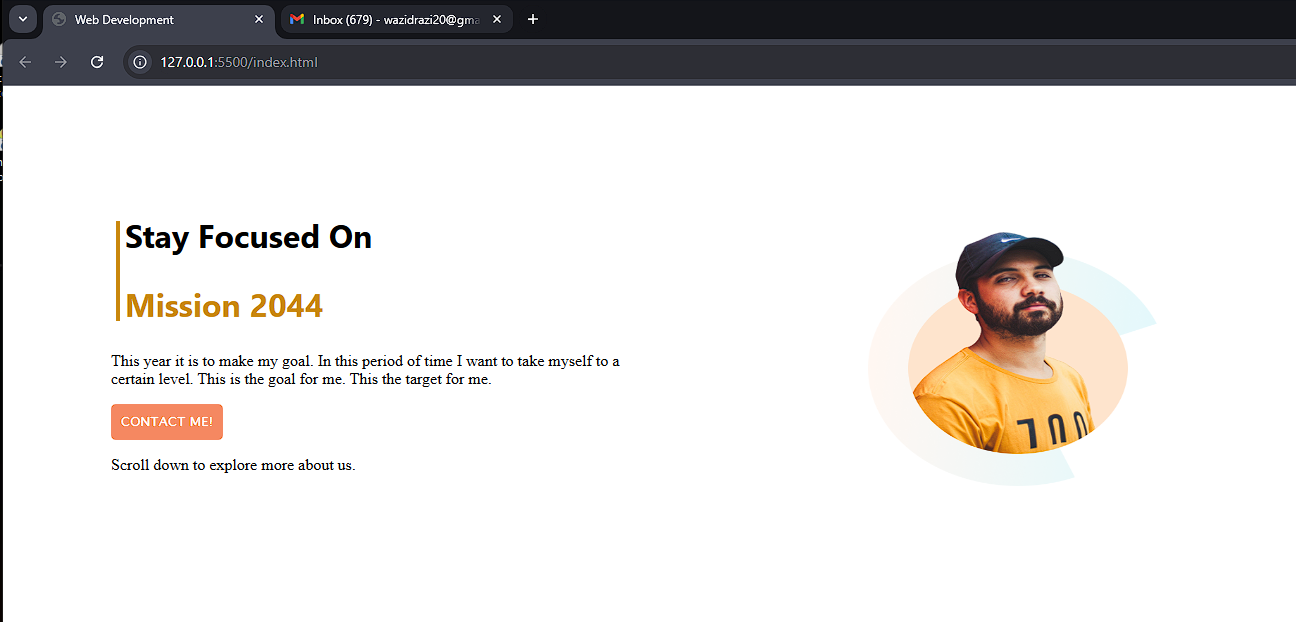 Web Development
Inbox (679) - wazidrazi20@gma
127.0.0.1:5500/index.html
Stay Focused On
Mission 2044
This year it is to make my goal. In this period of time I want to take myself to a
certain level. This is the goal for me. This the target for me.
CONTACT ME!
Scroll down to explore more about us.